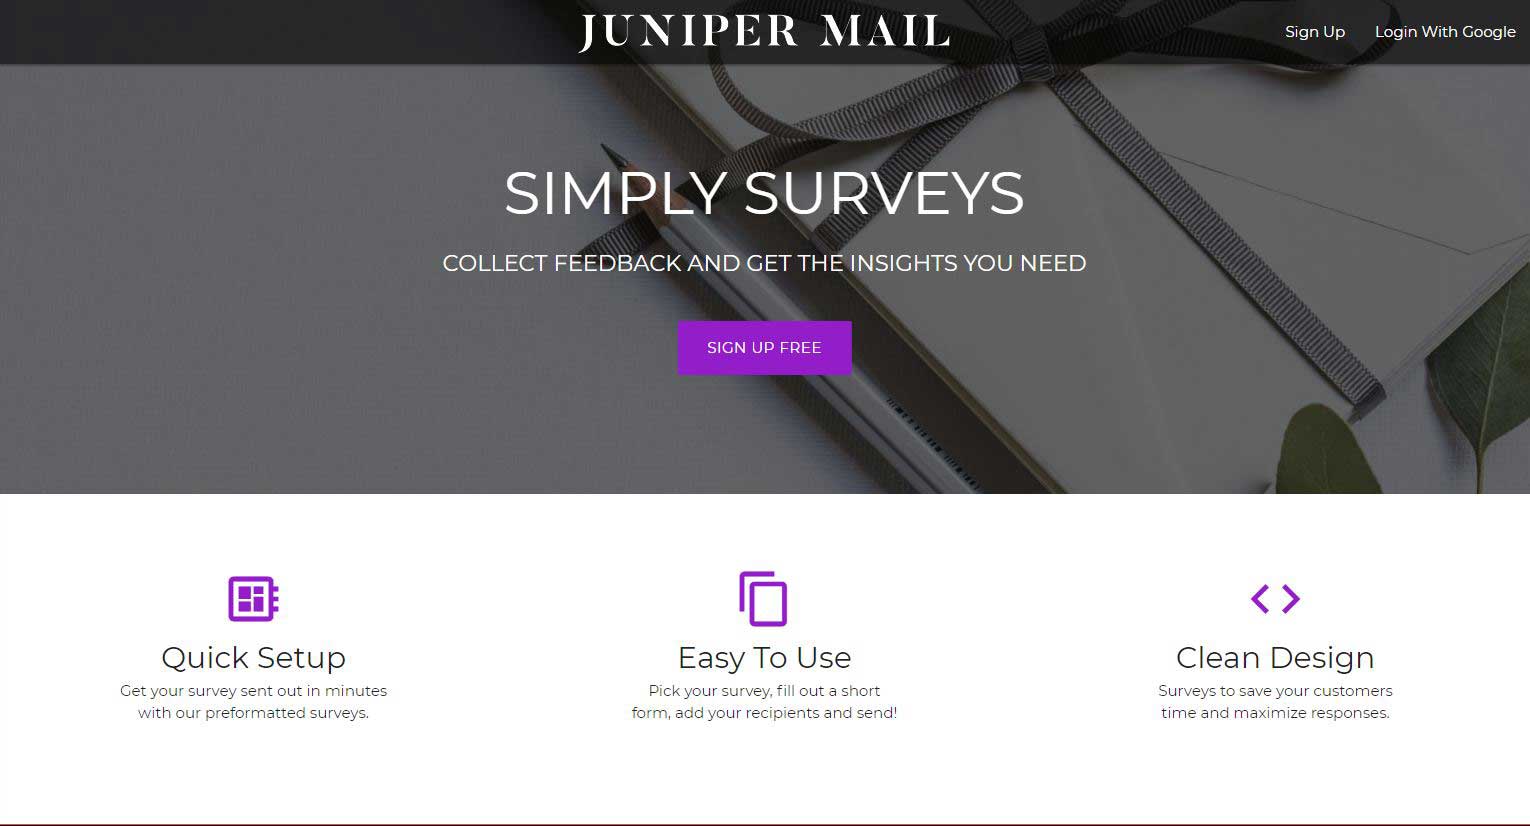 JUNIPER MAIL
Sign Up
Login With Google
SIMPLY SURVEYS
COLLECT FEEDBACK AND GET THE INSIGHTS YOU NEED
SIGN UP FREE
Quick Setup
Get your survey sent out in minutes
with our preformatted surveys.
Easy To Use
Pick your survey, fill out a short
form, add your recipients and send!
Clean Design
Surveys to save your customers
time and maximize responses.